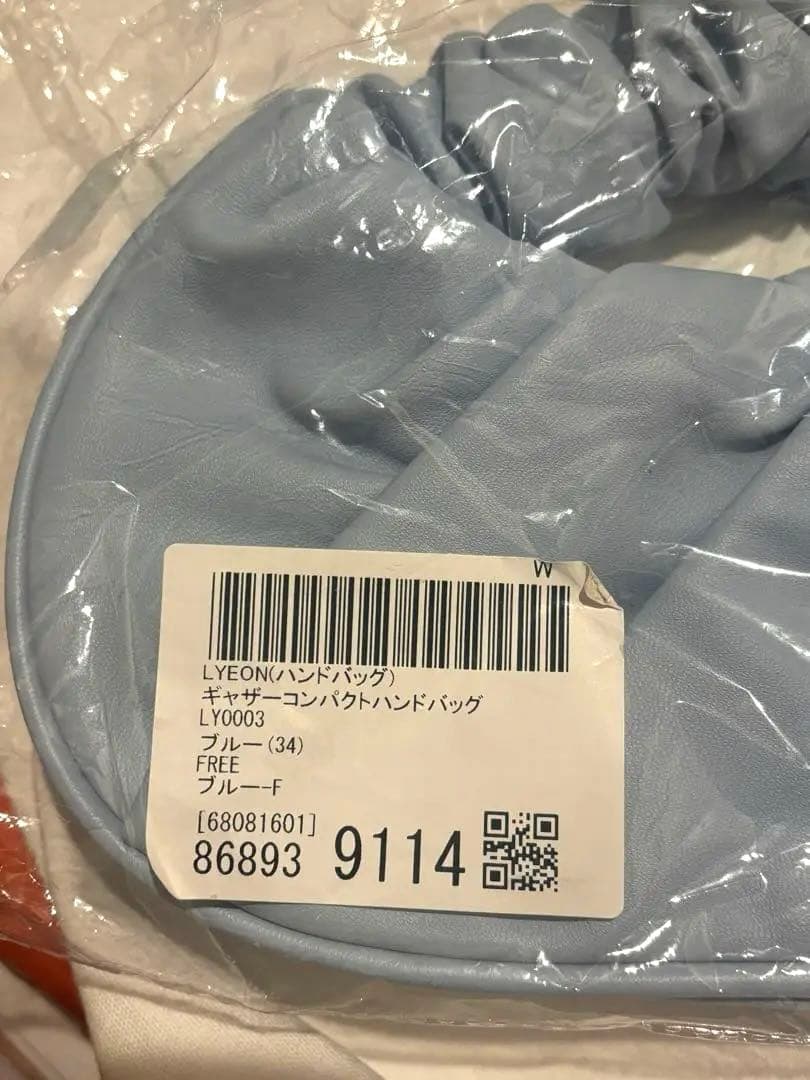 W
LYEON(ハンドバッグ)
ギャザーコンパクトハンドバッグ
LY0003
ブルー(34)
FREE
ブルー-F
[68081601]
86893 9114